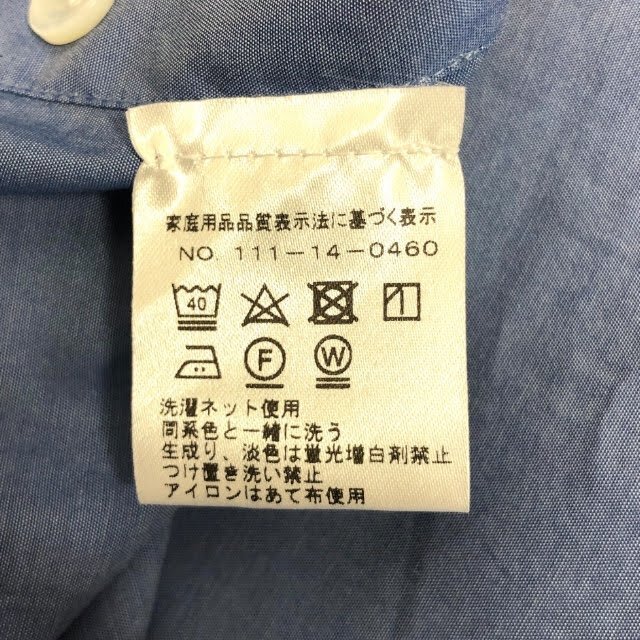 家庭用品品質表示法に基づく表示
NO. 111-14-0460
40
F W
洗濯ネット使用
同系色と一緒に洗う
生成り、淡色は蛍光増白剤禁止
つけ置き洗い禁止
アイロンはあて布使用